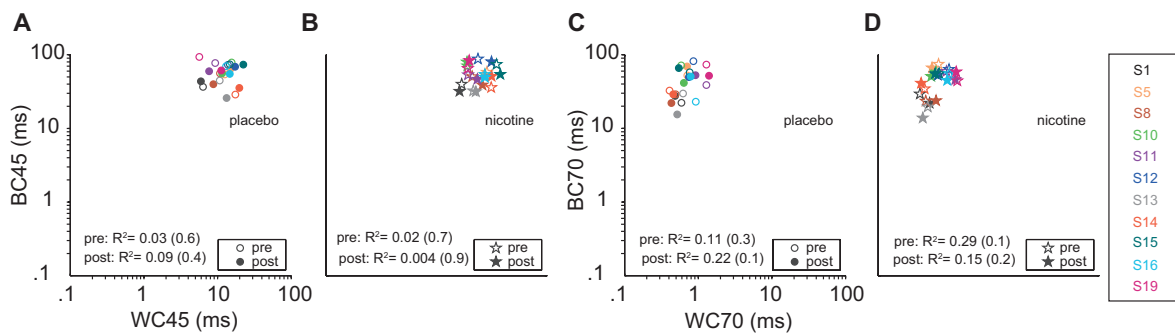 A
B
C
D
BC45 (ms)
100
10
1
.1
placebo
pre: R²= 0.03 (0.6)
post: R²= 0.09 (0.4)
pre
post
.1
1
10
100
WC45 (ms)
nicotine
pre: R²= 0.02 (0.7)
post: R²= 0.004 (0.9)
pre
post
BC70 (ms)
100
10
1
.1
placebo
pre: R²= 0.11 (0.3)
post: R²= 0.22 (0.1)
pre
post
.1
1
10
100
WC70 (ms)
nicotine
pre: R²= 0.29 (0.1)
post: R²= 0.15 (0.2)
pre
post
S1
S5
S8
S10
S11
S12
S13
S14
S15
S16
S19